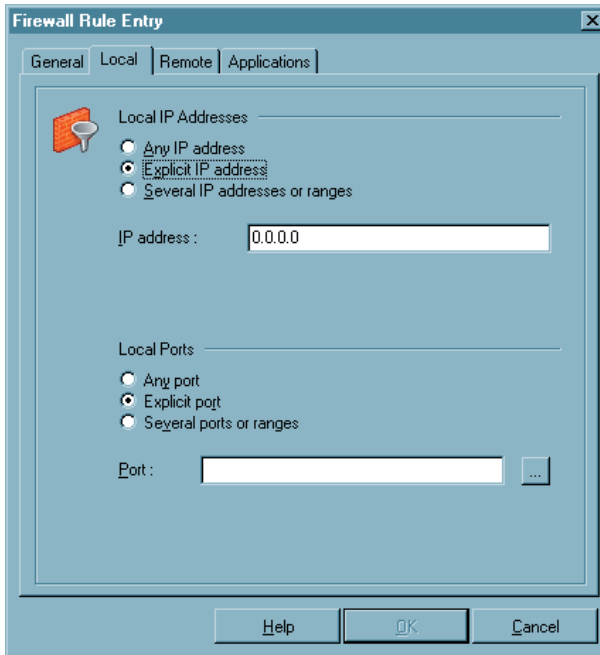 Firewall Rule Entry
General Local Remote Applications
Local IP Addresses
Any IP address
Explicit IP address
Several IP addresses or ranges
IP address : 0.0.0.0
Local Ports
Any port
Explicit port
Several ports or ranges
Port : ...
Help OK Cancel